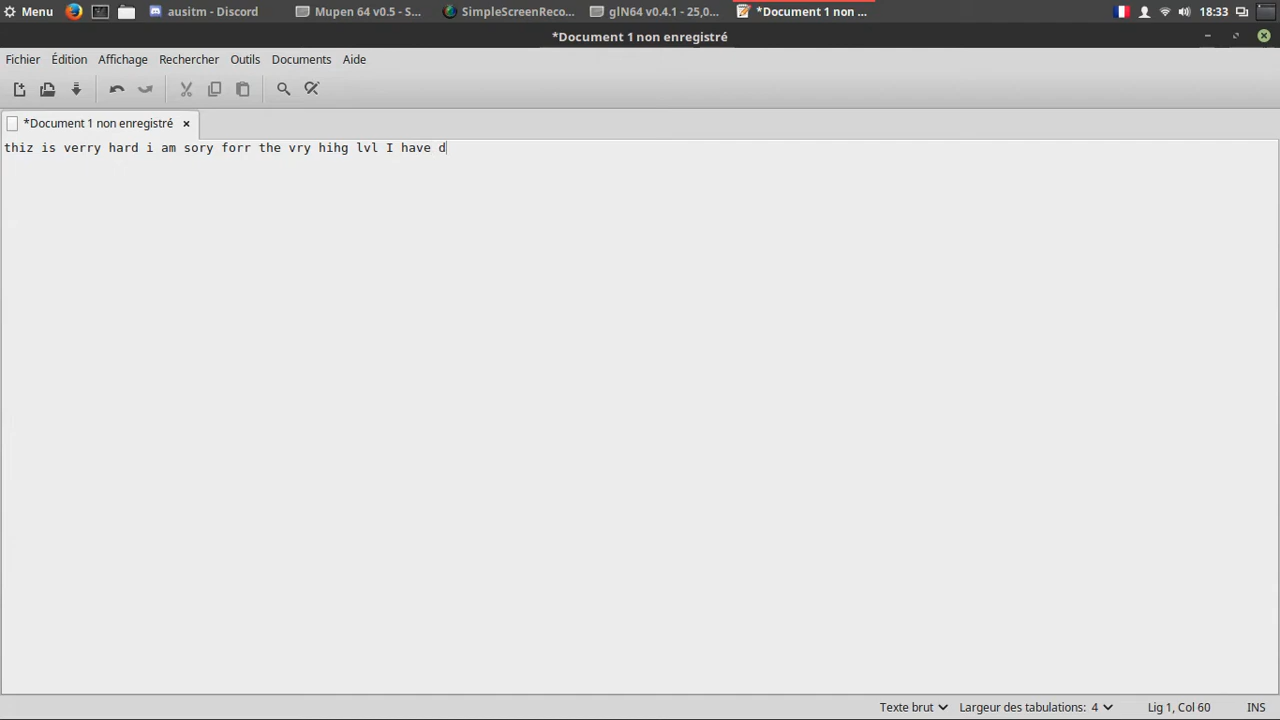 Menu ausitm - Discord Mupen 64 v0.5 - S... SimpleScreenReco... glN64 v0.4.1 - 25,0... *Document 1 non ... 18:33
*Document 1 non enregistré
Fichier Édition Affichage Rechercher Outils Documents Aide
*Document 1 non enregistré
thiz is verry hard i am sory forr the vry hihg lvl I have d
Texte brut Largeur des tabulations: 4 Lig 1, Col 60 INS